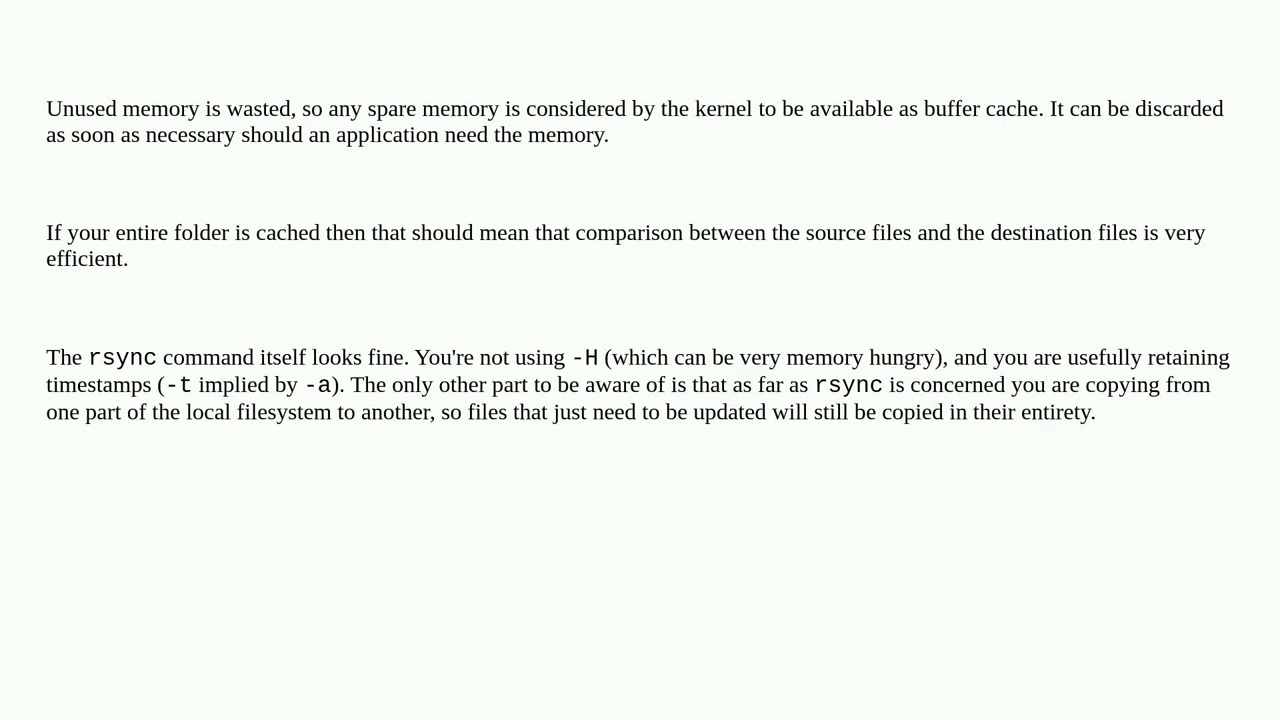 Unused memory is wasted, so any spare memory is considered by the kernel to be available as buffer cache. It can be discarded
as soon as necessary should an application need the memory.
If your entire folder is cached then that should mean that comparison between the source files and the destination files is very
efficient.
The rsync command itself looks fine. You're not using -H (which can be very memory hungry), and you are usefully retaining
timestamps (-t implied by -a). The only other part to be aware of is that as far as rsync is concerned you are copying from
one part of the local filesystem to another, so files that just need to be updated will still be copied in their entirety.